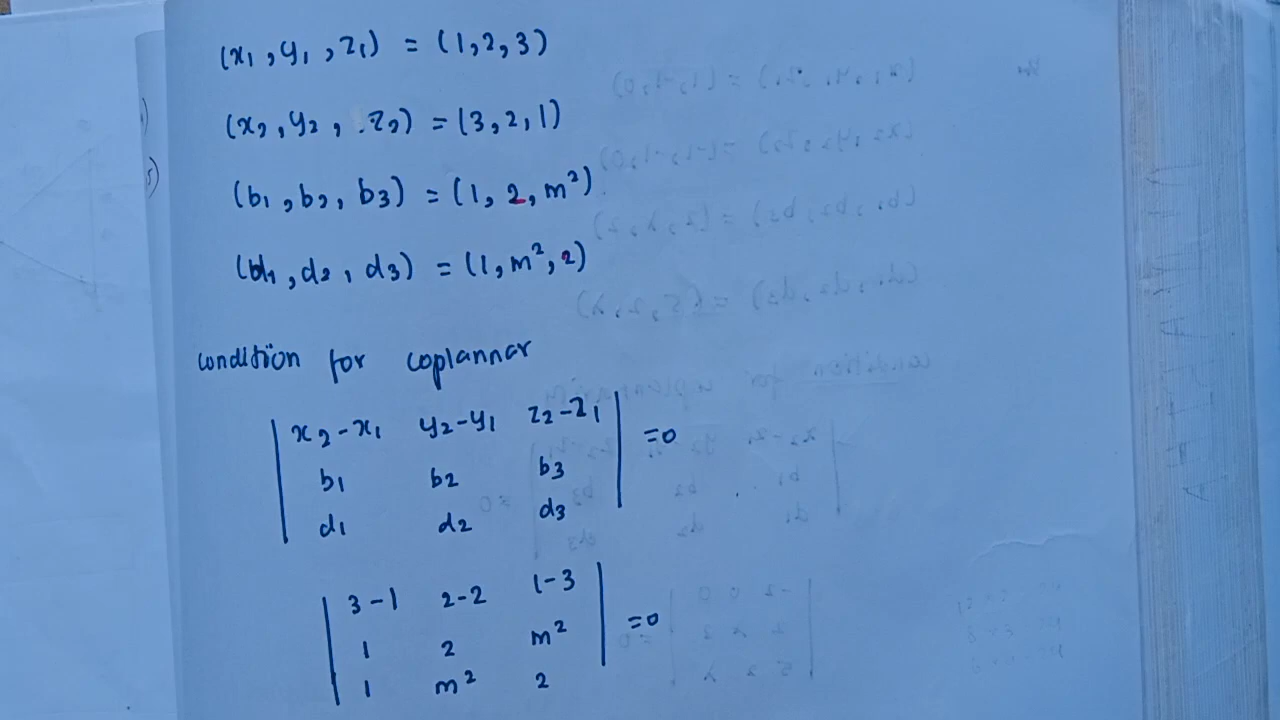 (x₁, y₁, z₁) = (1, 2, 3)
(x₂, y₂, z₂) = (3, 2, 1)
(b₁, b₂, b₃) = (1, 2, m²)
(d₁, d₂, d₃) = (1, m², 2)
condition for coplannar
| x₂-x₁ y₂-y₁ z₂-z₁ |
| b₁ b₂ b₃ | =0
| d₁ d₂ d₃ |
| 3-1 2-2 1-3 |
| 1 2 m² | =0
| 1 m² 2 |